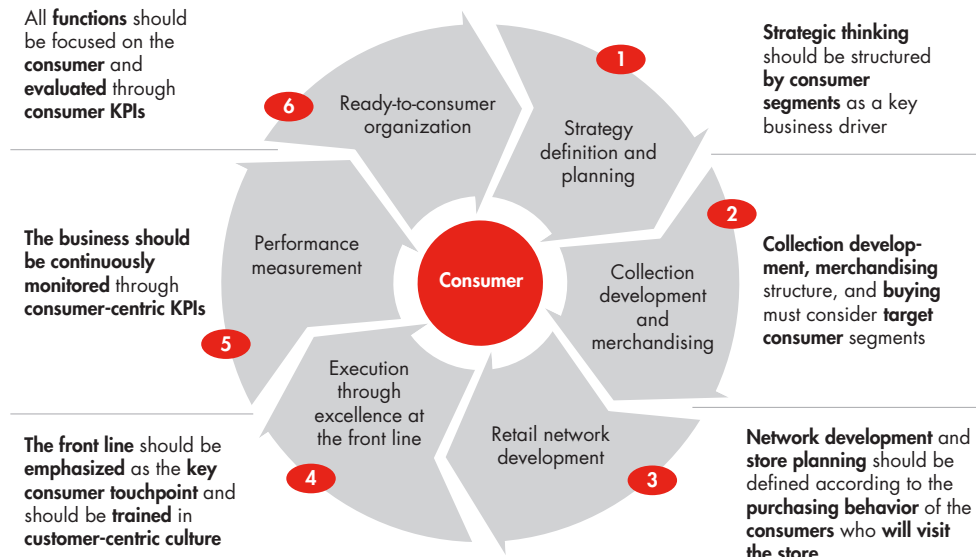 All functions should
be focused on the
consumer and
evaluated through
consumer KPIs
1
Strategy
definition and
planning
Strategic thinking
should be structured
by consumer
segments as a key
business driver
2
Collection
development
and
merchandising
Collection develop-
ment, merchandising
structure, and buying
must consider target
consumer segments
3
Retail network
development
Network development and
store planning should be
defined according to the
purchasing behavior of the
consumers who will visit
the store
4
Execution
through
excellence at
the front line
The front line should be
emphasized as the key
consumer touchpoint and
should be trained in
customer-centric culture
5
Performance
measurement
The business should
be continuously
monitored through
consumer-centric KPIs
6
Ready-to-consumer
organization
Consumer